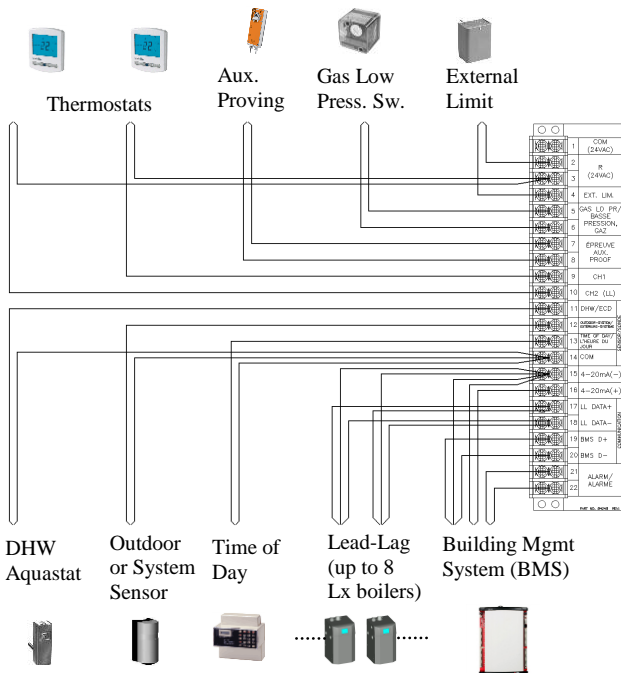 Thermostats
Aux.
Proving
Gas Low
Press. Sw.
External
Limit
1 COM
(24VAC)
2
R
3 (24VAC)
4 EXT. LIM.
5 GAS LO PR/
BASSE
PRESSION,
6 GAZ
7 ÉPREUVE
AUX.
8 PROOF
9 CH1
10 CH2 (LL)
11 DHW/ECD
12
13 TIME OF DAY/
L'HEURE DU
JOUR
14 COM
15 4-20mA(-)
16 4-20mA(+)
17 LL DATA+
18 LL DATA-
19 BMS D+
20 BMS D-
21
ALARM/
22 ALARME
COMMUNICATION
DHW
Aquastat
Outdoor
or System
Sensor
Time of
Day
Lead-Lag
(up to 8
Lx boilers)
Building Mgmt
System (BMS)